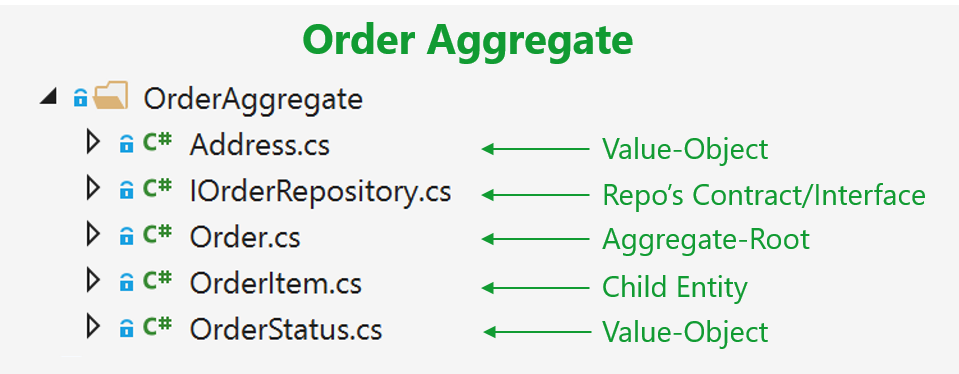 Order Aggregate
OrderAggregate
C# Address.cs Value-Object
C# IOrderRepository.cs Repo's Contract/Interface
C# Order.cs Aggregate-Root
C# OrderItem.cs Child Entity
C# OrderStatus.cs Value-Object